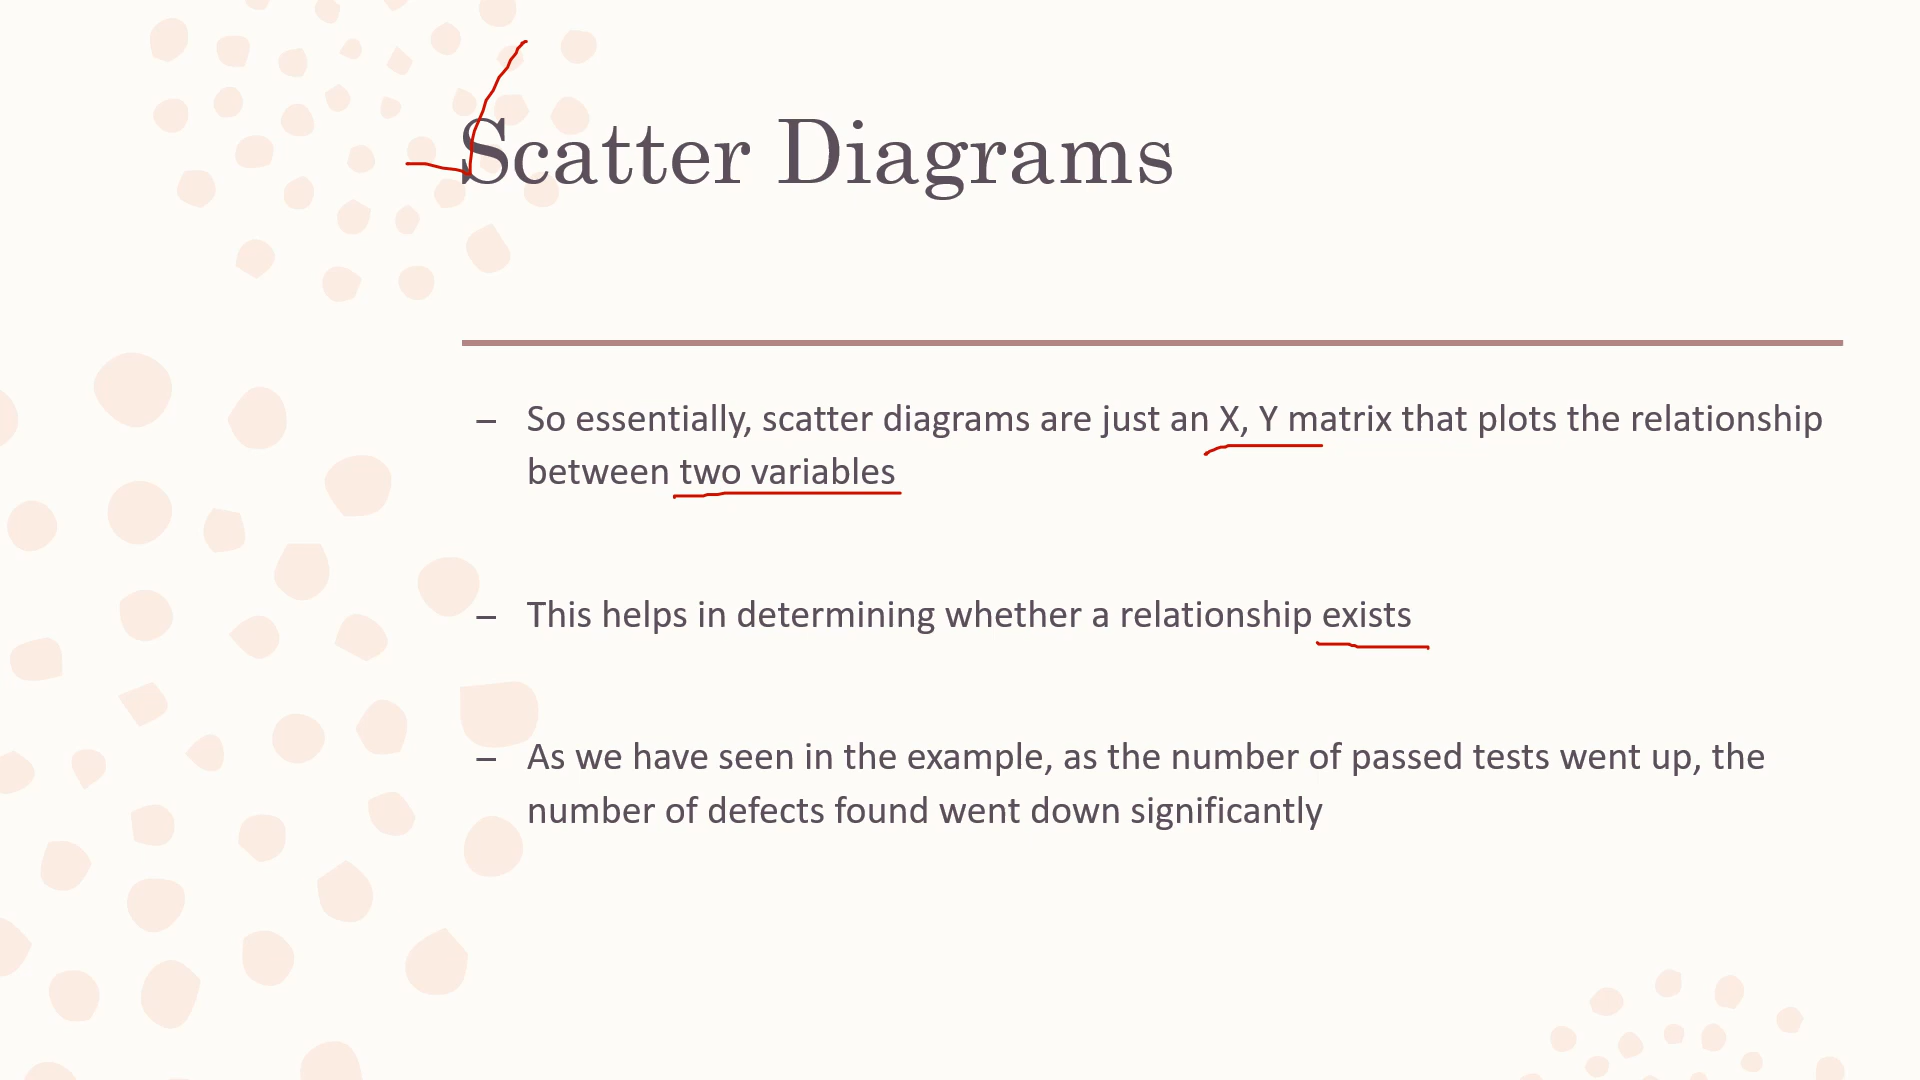 Scatter Diagrams
– So essentially, scatter diagrams are just an X, Y matrix that plots the relationship
between two variables
– This helps in determining whether a relationship exists
– As we have seen in the example, as the number of passed tests went up, the
number of defects found went down significantly